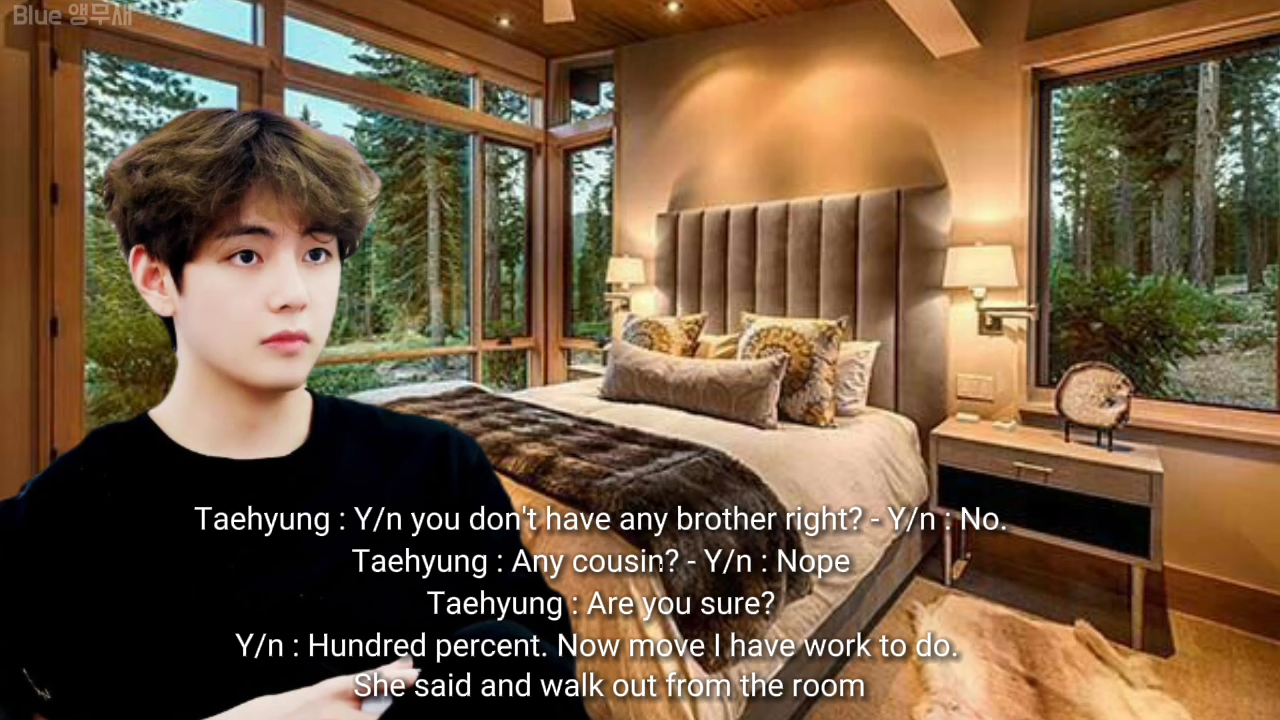 Blue 앵무새
Taehyung : Y/n you don't have any brother right? - Y/n : No.
Taehyung : Any cousin? - Y/n : Nope
Taehyung : Are you sure?
Y/n : Hundred percent. Now move I have work to do.
She said and walk out from the room